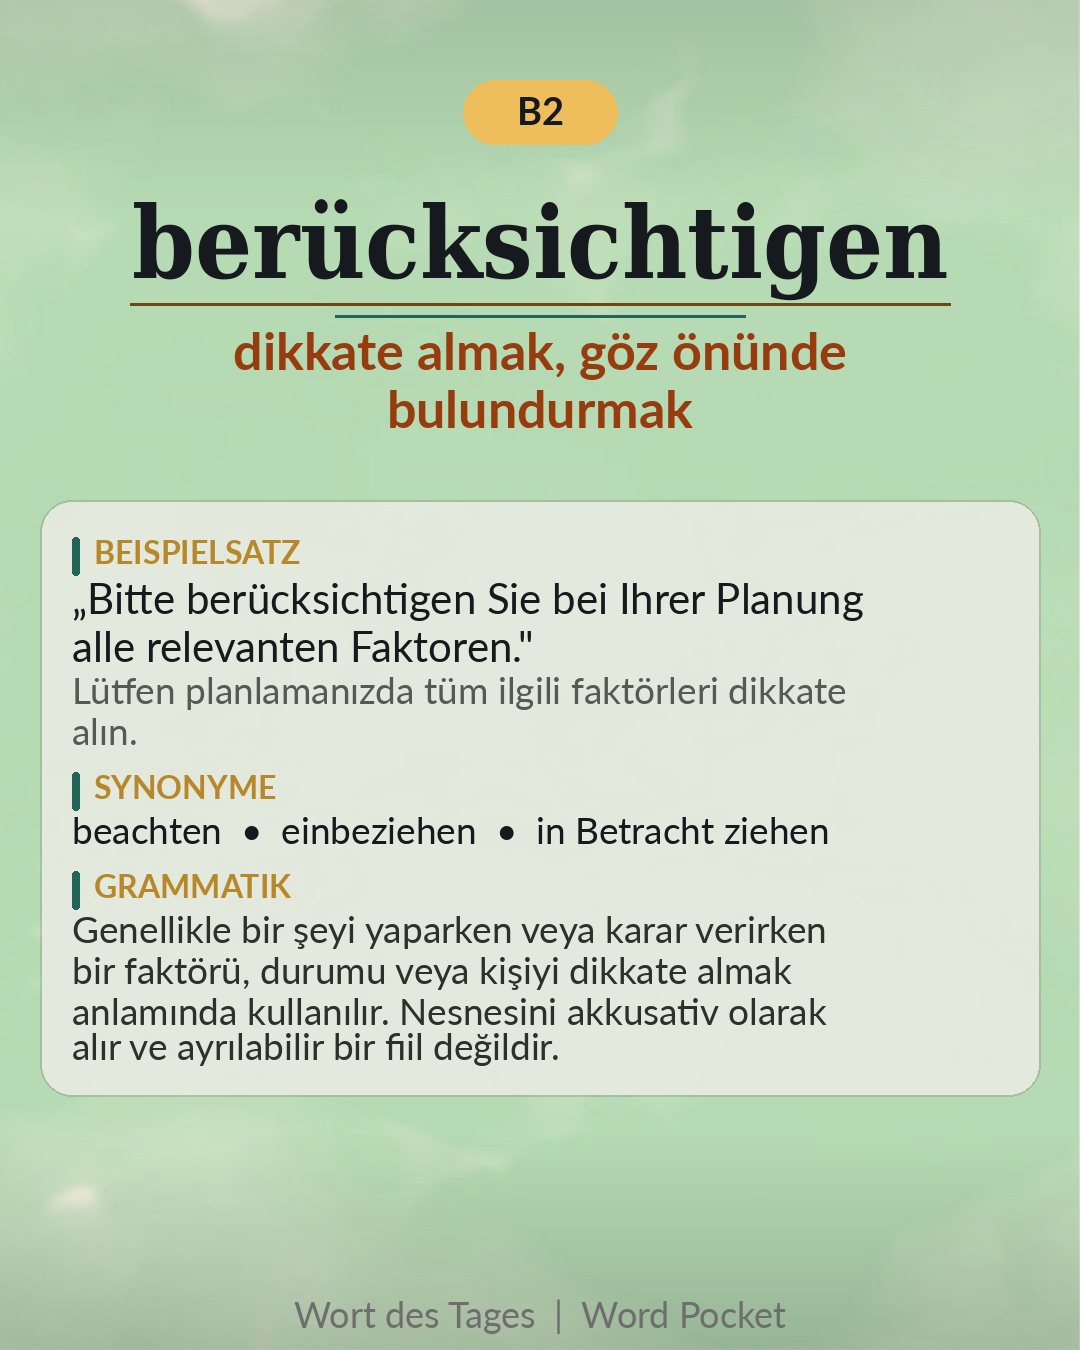 B2
berücksichtigen
dikkate almak, göz önünde
bulundurmak
BEISPIELSATZ
„Bitte berücksichtigen Sie bei Ihrer Planung
alle relevanten Faktoren."
Lütfen planlamanızda tüm ilgili faktörleri dikkate
alın.
SYNONYME
beachten • einbeziehen • in Betracht ziehen
GRAMMATIK
Genellikle bir şeyi yaparken veya karar verirken
bir faktörü, durumu veya kişiyi dikkate almak
anlamında kullanılır. Nesnesini akkusativ olarak
alır ve ayrılabilir bir fiil değildir.
Wort des Tages | Word Pocket